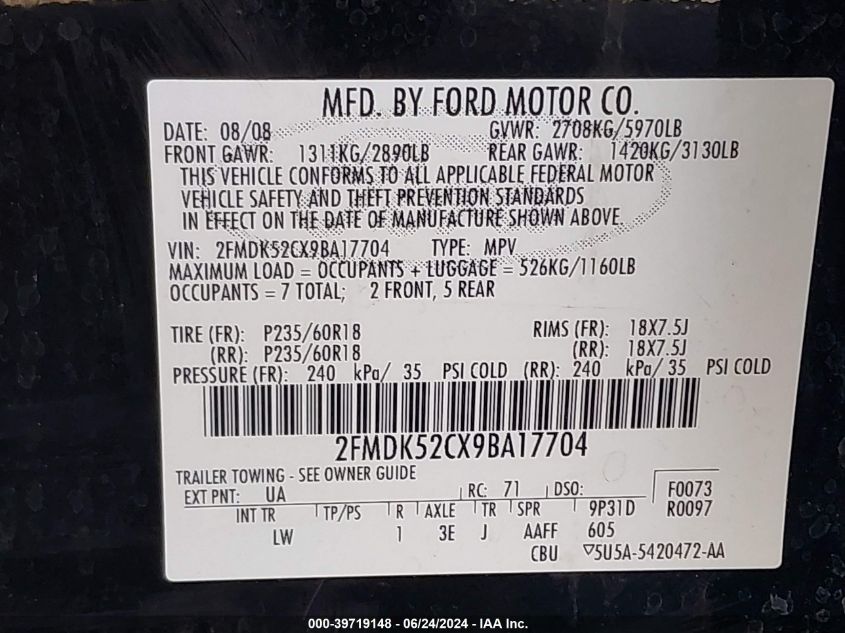 MFD. BY FORD MOTOR CO.
DATE: 08/08 GVWR: 2708KG/5970LB
FRONT GAWR: 1311KG/2890LB REAR GAWR: 1420KG/3130LB
THIS VEHICLE CONFORMS TO ALL APPLICABLE FEDERAL MOTOR
VEHICLE SAFETY AND THEFT PREVENTION STANDARDS
IN EFFECT ON THE DATE OF MANUFACTURE SHOWN ABOVE.
VIN: 2FMDK52CX9BA17704 TYPE: MPV
MAXIMUM LOAD = OCCUPANTS + LUGGAGE = 526KG/1160LB
OCCUPANTS = 7 TOTAL; 2 FRONT, 5 REAR
TIRE (FR): P235/60R18 RIMS (FR): 18X7.5J
(RR): P235/60R18 (RR): 18X7.5J
PRESSURE (FR): 240 kPa/ 35 PSI COLD (RR): 240 kPa/ 35 PSI COLD
2FMDK52CX9BA17704
TRAILER TOWING - SEE OWNER GUIDE
EXT PNT: UA RC: 71 DSO: F0073
INT TR TP/PS R AXLE TR SPR 9P31D R0097
LW 1 3E J AAFF 605
CBU ▽5U5A-5420472-AA
000-39719148 - 06/24/2024 - IAA Inc.